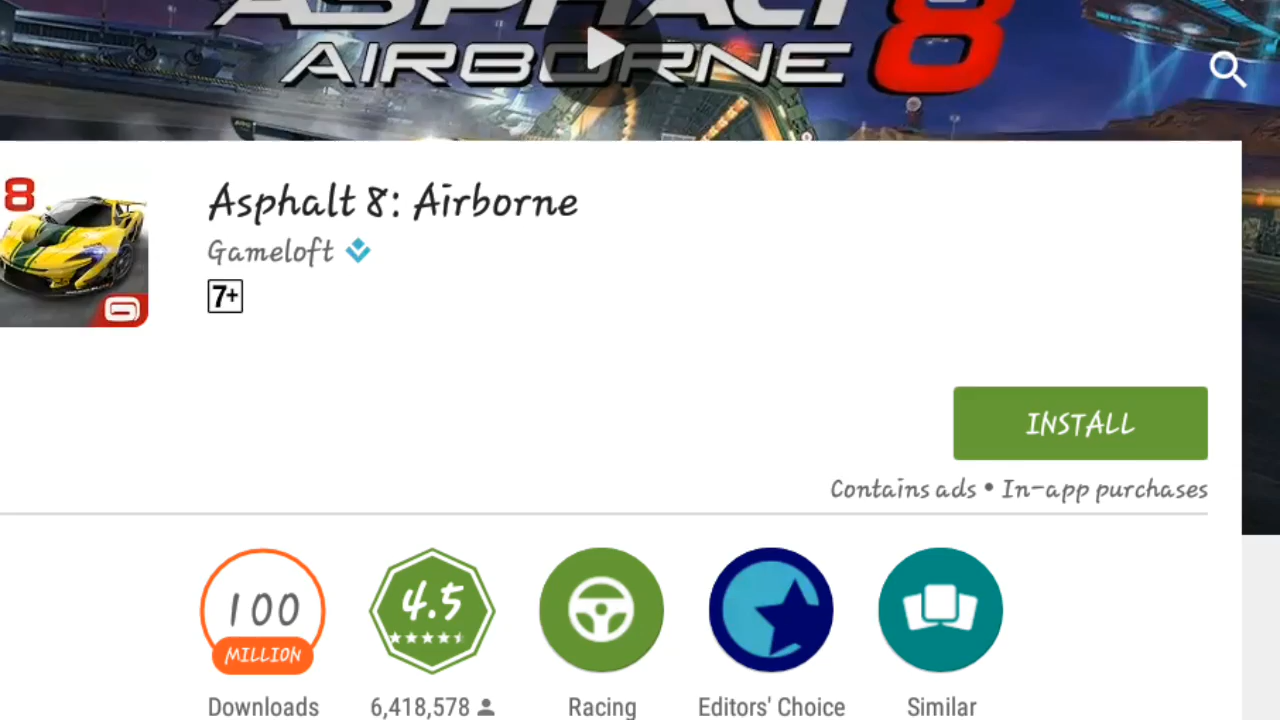 ASPHALT 8
AIRBORNE
8
Asphalt 8: Airborne
Gameloft
7+
INSTALL
Contains ads • In-app purchases
100
MILLION
4.5
Downloads
6,418,578
Racing
Editors' Choice
Similar